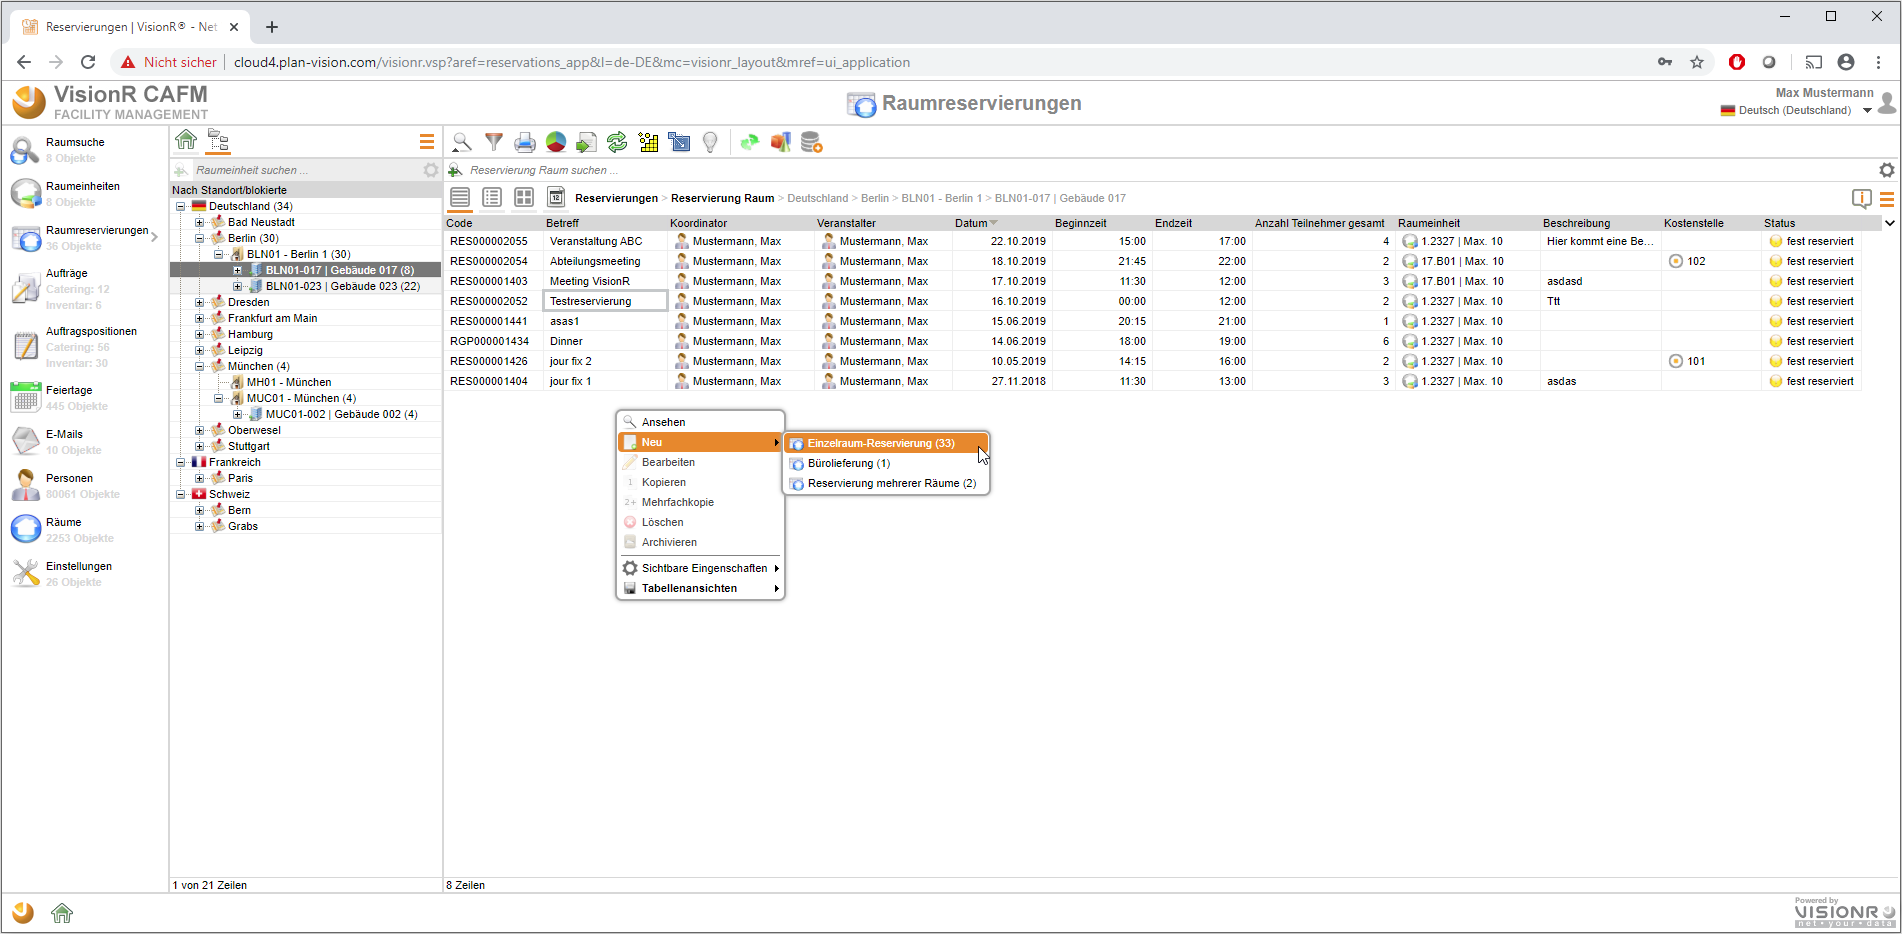 Reservierungen | VisionR® - Net
Nicht sicher | cloud4.plan-vision.com/visionr.vsp?aref=reservations_app&l=de-DE&mc=visionr_layout&mref=ui_application
VisionR CAFM
FACILITY MANAGEMENT
Raumreservierungen
Max Mustermann
Deutsch (Deutschland)
Raumsuche
8 Objekte
Raumeinheiten
8 Objekte
Raumreservierungen
36 Objekte
Aufträge
Catering: 12
Inventar: 6
Auftragspositionen
Catering: 56
Inventar: 30
Feiertage
445 Objekte
E-Mails
10 Objekte
Personen
80061 Objekte
Räume
2253 Objekte
Einstellungen
26 Objekte
Raumeinheit suchen ...
Nach Standort/blokierte
Deutschland (34)
Bad Neustadt
Berlin (30)
BLN01 - Berlin 1 (30)
BLN01-017 | Gebäude 017 (8)
BLN01-023 | Gebäude 023 (22)
Dresden
Frankfurt am Main
Hamburg
Leipzig
München (4)
MH01 - München
MUC01 - München (4)
MUC01-002 | Gebäude 002 (4)
Oberwesel
Stuttgart
Frankreich
Paris
Schweiz
Bern
Grabs
1 von 21 Zeilen
Reservierung Raum suchen ...
12
Reservierungen > Reservierung Raum > Deutschland > Berlin > BLN01 - Berlin 1 > BLN01-017 | Gebäude 017
Code Betreff Koordinator Veranstalter Datum Beginnzeit Endzeit Anzahl Teilnehmer gesamt Raumeinheit Beschreibung Kostenstelle Status
RES000002055 Veranstaltung ABC Mustermann, Max Mustermann, Max 22.10.2019 15:00 17:00 4 1.2327 | Max. 10 Hier kommt eine Be... fest reserviert
RES000002054 Abteilungsmeeting Mustermann, Max Mustermann, Max 18.10.2019 21:45 22:00 2 17.B01 | Max. 10 102 fest reserviert
RES000001403 Meeting VisionR Mustermann, Max Mustermann, Max 17.10.2019 11:30 12:00 3 17.B01 | Max. 10 asdasd fest reserviert
RES000002052 Testreservierung Mustermann, Max Mustermann, Max 16.10.2019 00:00 12:00 2 1.2327 | Max. 10 Ttt fest reserviert
RES000001441 asas1 Mustermann, Max Mustermann, Max 15.06.2019 20:15 21:00 1 1.2327 | Max. 10 fest reserviert
RGP000001434 Dinner Mustermann, Max Mustermann, Max 14.06.2019 18:00 19:00 6 1.2327 | Max. 10 fest reserviert
RES000001426 jour fix 2 Mustermann, Max Mustermann, Max 10.05.2019 14:15 16:00 2 1.2327 | Max. 10 101 fest reserviert
RES000001404 jour fix 1 Mustermann, Max Mustermann, Max 27.11.2018 11:30 13:00 3 1.2327 | Max. 10 asdas fest reserviert
Ansehen
Neu
Bearbeiten
1 Kopieren
2+ Mehrfachkopie
Löschen
Archivieren
Sichtbare Eingenschaften
Tabellenansichten
Einzelraum-Reservierung (33)
Bürolieferung (1)
Reservierung mehrerer Räume (2)
8 Zeilen
Powered by
VISIONR
net • your • data